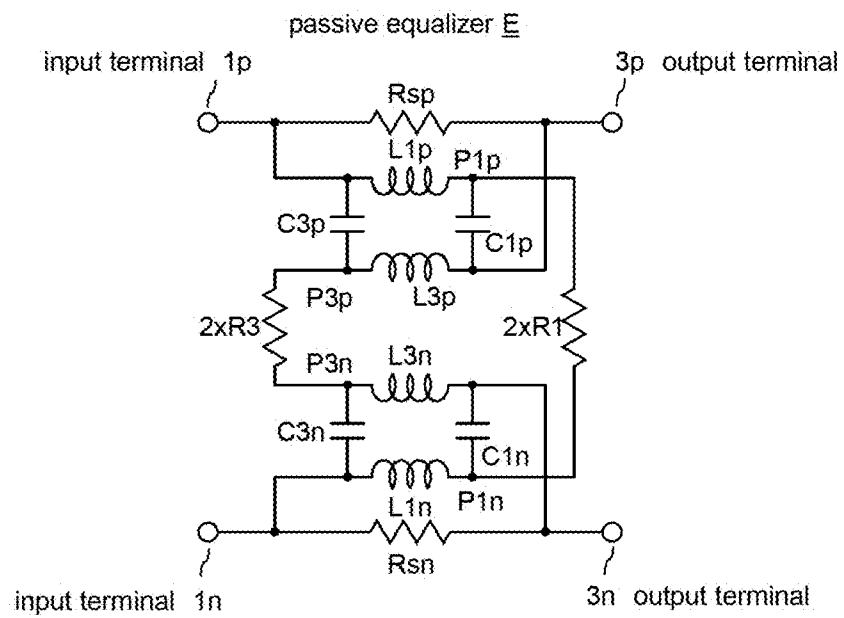 passive equalizer E
input terminal 1p
3p output terminal
Rsp
L1p
P1p
C3p
C1p
P3p
L3p
2xR3
2xR1
P3n
L3n
C3n
C1n
L1n
P1n
Rsn
input terminal 1n
3n output terminal